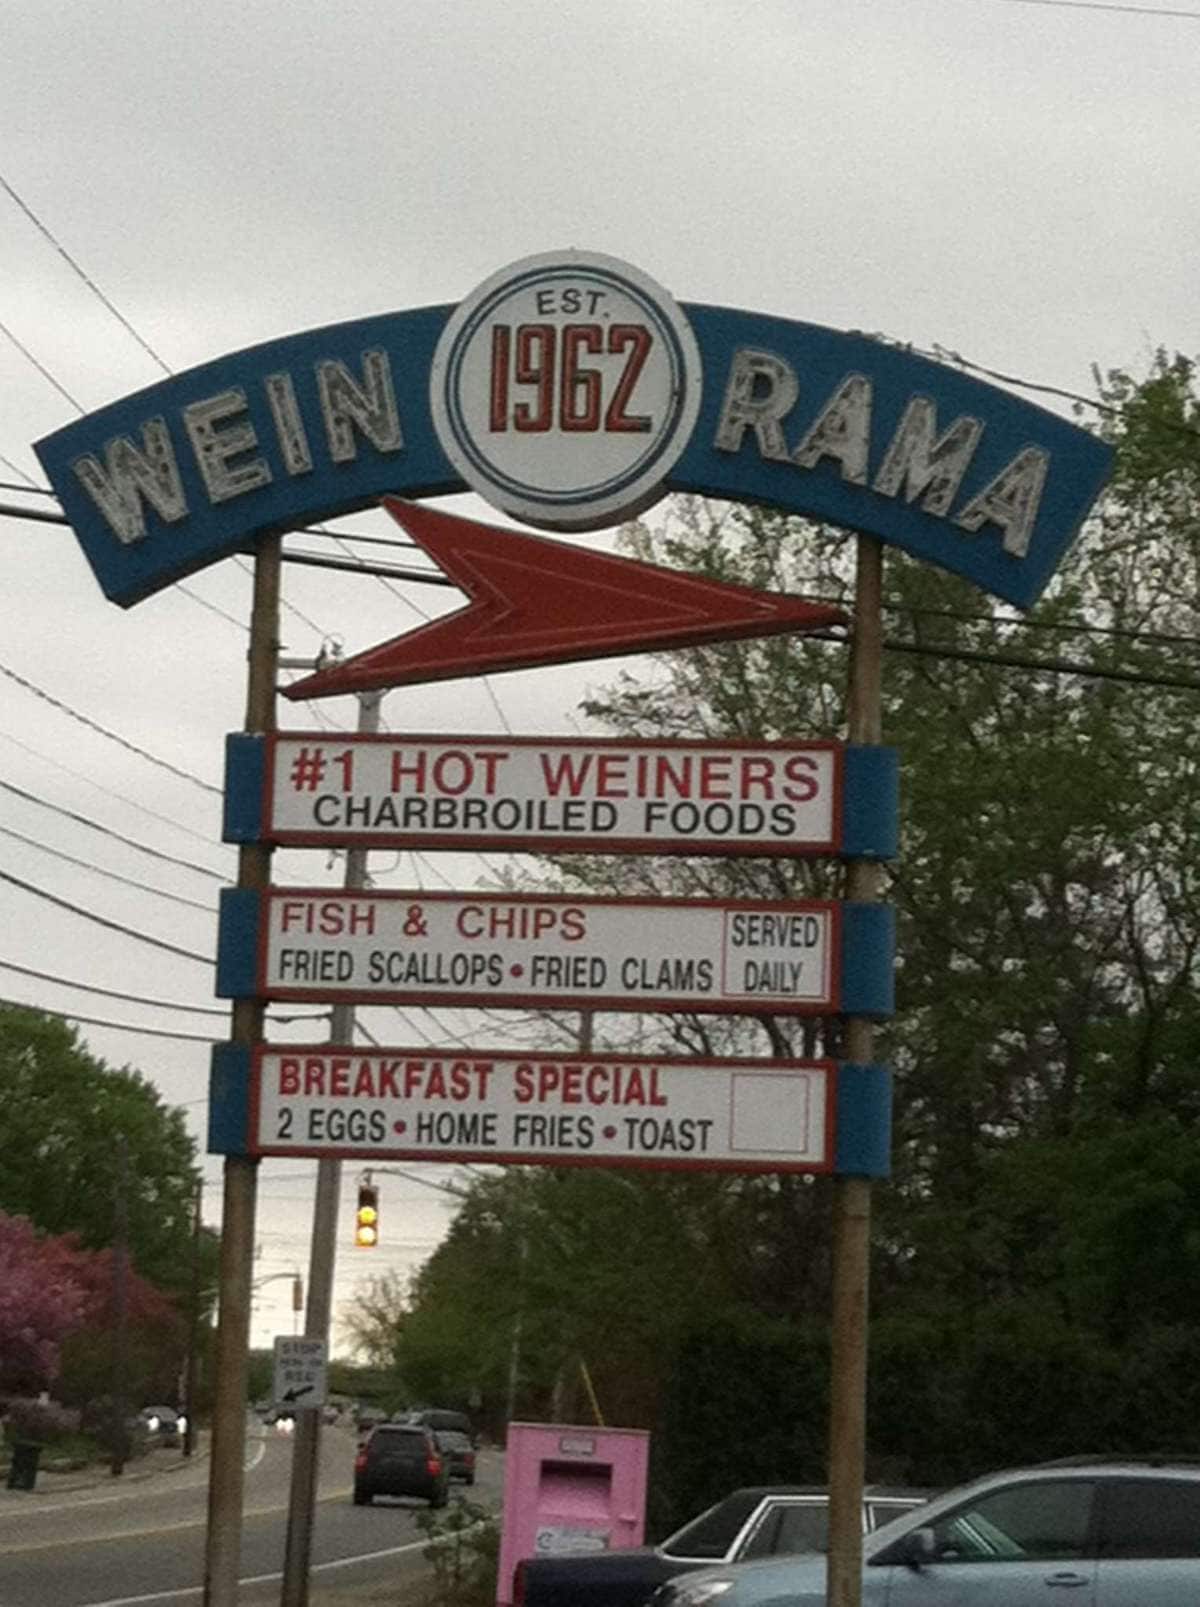 EST.
1962
WEIN RAMA
#1 HOT WEINERS
CHARBROILED FOODS
FISH & CHIPS
FRIED SCALLOPS • FRIED CLAMS
SERVED
DAILY
BREAKFAST SPECIAL
2 EGGS • HOME FRIES • TOAST
STOP